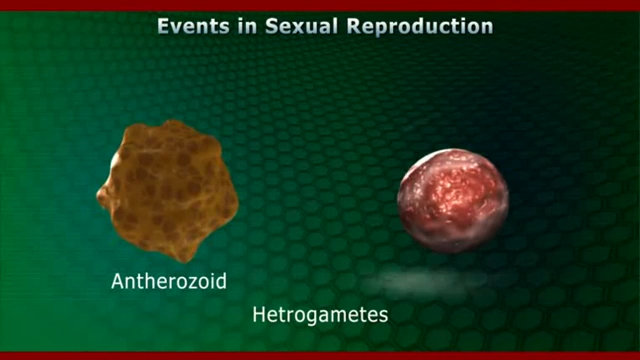 Events in Sexual Reproduction
Antherozoid
Hetrogametes